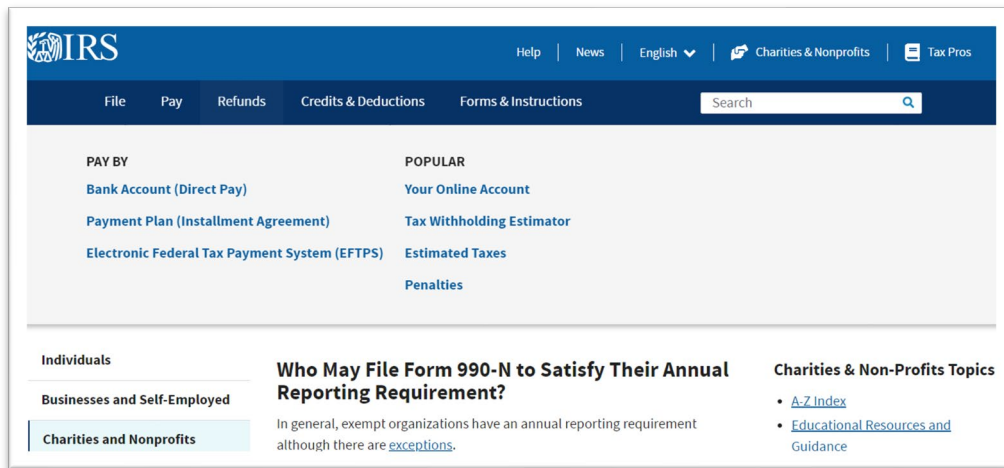 IRS
Help | News | English | Charities & Nonprofits | Tax Pros
File Pay Refunds Credits & Deductions Forms & Instructions Search
PAY BY
Bank Account (Direct Pay)
Payment Plan (Installment Agreement)
Electronic Federal Tax Payment System (EFTPS)
POPULAR
Your Online Account
Tax Withholding Estimator
Estimated Taxes
Penalties
Individuals
Businesses and Self-Employed
Charities and Nonprofits
Who May File Form 990-N to Satisfy Their Annual
Reporting Requirement?
In general, exempt organizations have an annual reporting requirement
although there are exceptions.
Charities & Non-Profits Topics
• A-Z Index
• Educational Resources and
Guidance